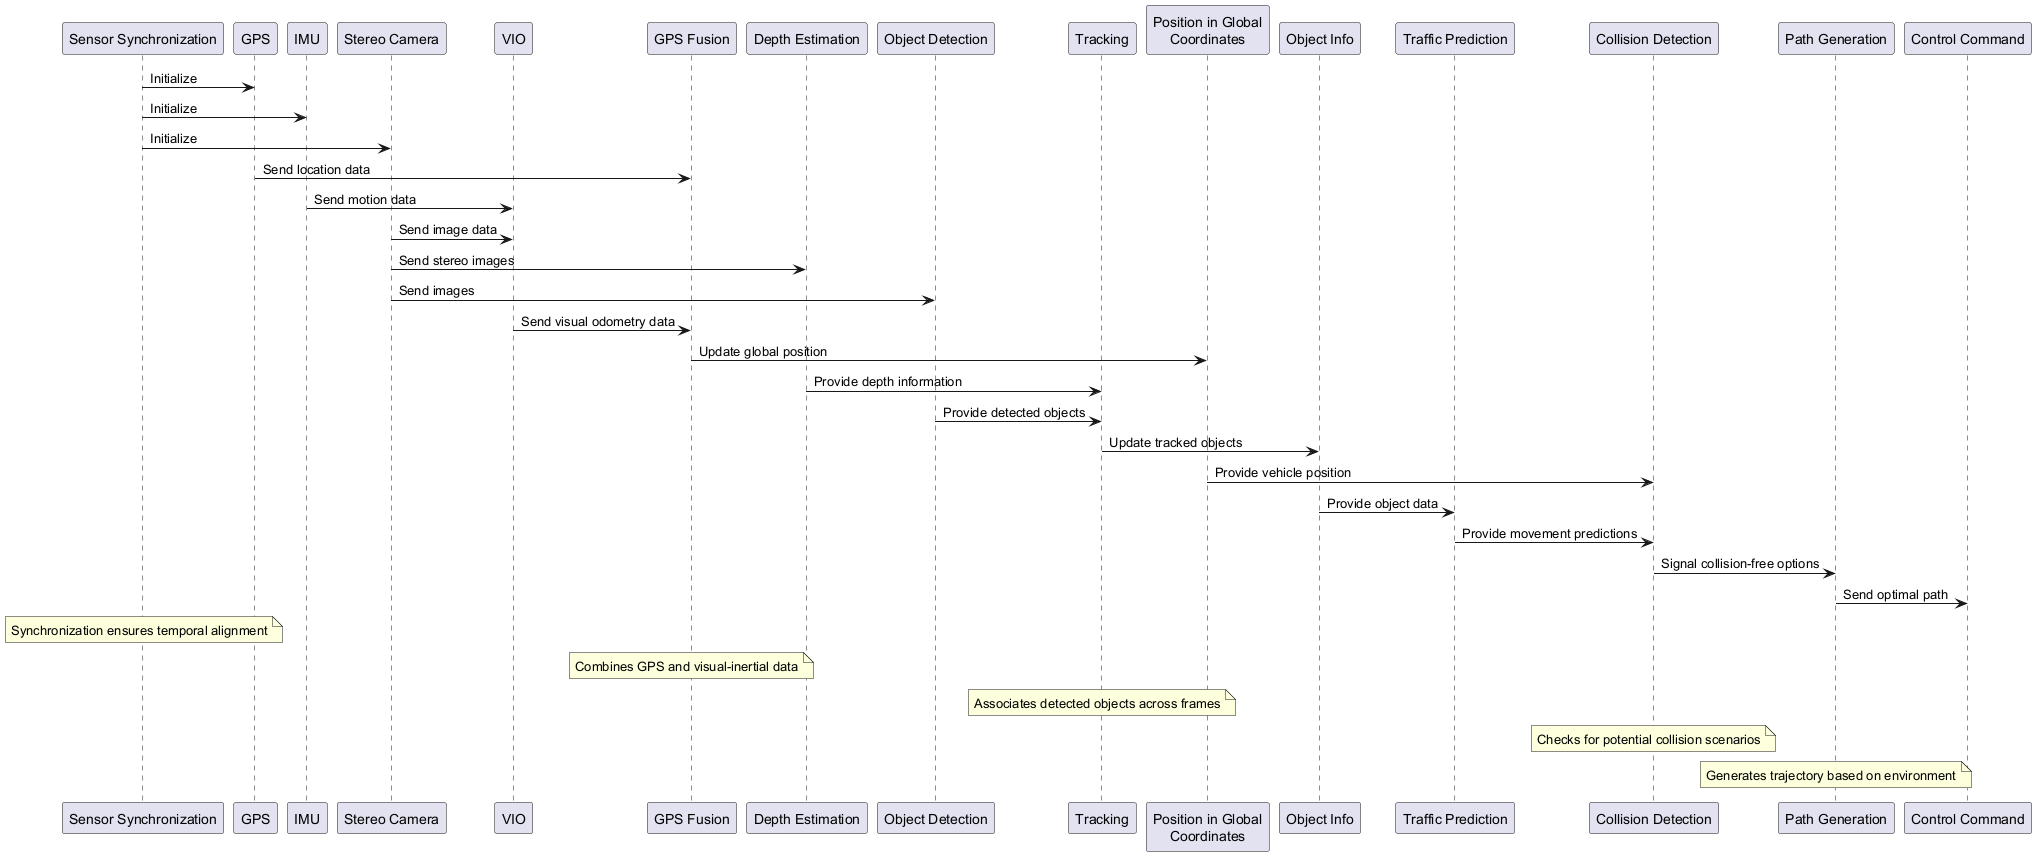 Sensor Synchronization
GPS
IMU
Stereo Camera
VIO
GPS Fusion
Depth Estimation
Object Detection
Tracking
Position in Global
Coordinates
Object Info
Traffic Prediction
Collision Detection
Path Generation
Control Command
Initialize
Initialize
Initialize
Send location data
Send motion data
Send image data
Send stereo images
Send images
Send visual odometry data
Update global position
Provide depth information
Provide detected objects
Update tracked objects
Provide vehicle position
Provide object data
Provide movement predictions
Signal collision-free options
Send optimal path
Synchronization ensures temporal alignment
Combines GPS and visual-inertial data
Associates detected objects across frames
Checks for potential collision scenarios
Generates trajectory based on environment
Sensor Synchronization
GPS
IMU
Stereo Camera
VIO
GPS Fusion
Depth Estimation
Object Detection
Tracking
Position in Global
Coordinates
Object Info
Traffic Prediction
Collision Detection
Path Generation
Control Command